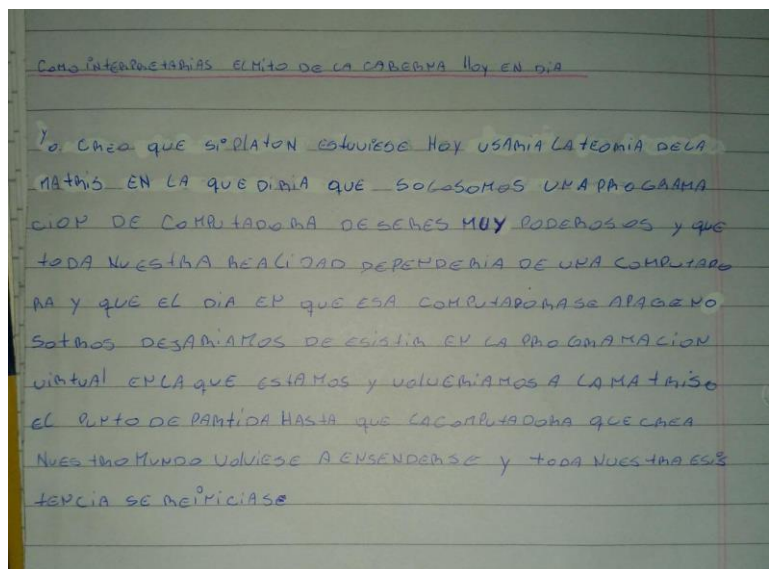 COMO INTERPRETARIAS EL MITO DE LA CABERNA HOY EN DIA
Yo CREO QUE Si PLATON ESTUVIESE HOY USARIA LA TEORIA DE LA
MATRIS EN LA QUE DIRIA QUE SOLO SOMOS UNA PROGRAMA
CION DE COMPUTADORA DE SERES MUY PODEROSOS y QUE
TODA NUESTRA REALIDAD DEPENDERIA DE UNA COMPUTADO
RA Y QUE EL DIA EN QUE ESA COMPUTADORA SE APAGE NO
SOTROS DEJARIAMOS DE ESISTIR EN LA PROGRAMACION
VIRTUAL EN LA QUE ESTAMOS y VOLVERIAMOS A LA MATRIS O
EL PUNTO DE PARTIDA HASTA QUE LA COMPUTADORA QUE CREA
NUESTRO MUNDO VOLVIESE A ENSENDERSE y TODA NUESTRA ESIS
TENCIA SE REINICIASE